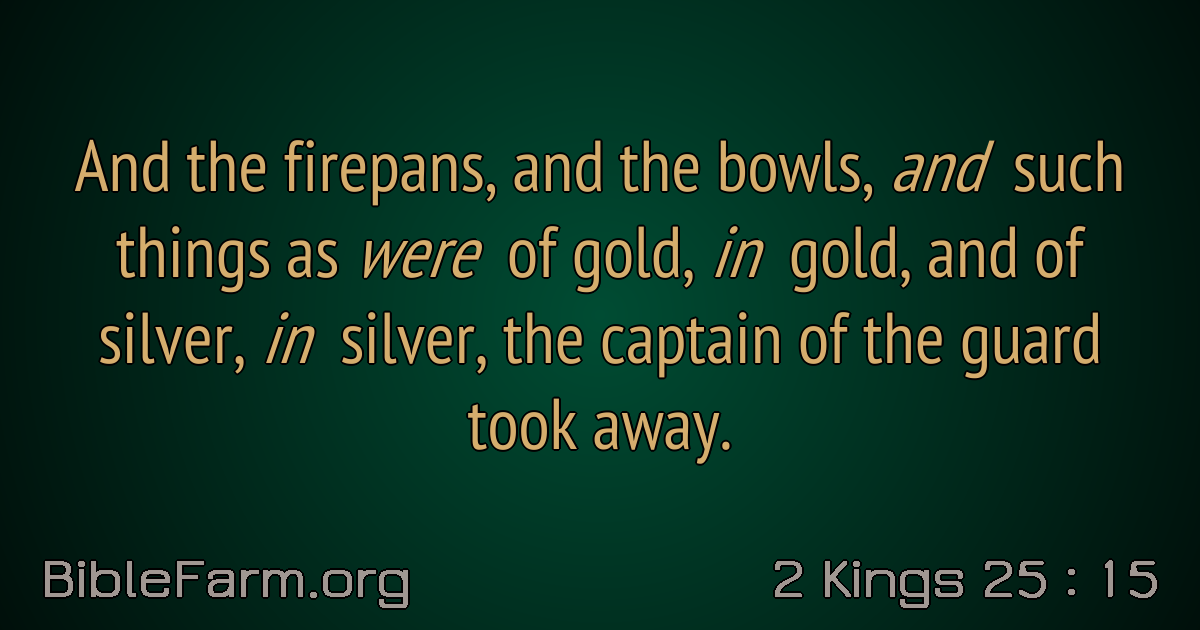 And the firepans, and the bowls, and such
things as were of gold, in gold, and of
silver, in silver, the captain of the guard
took away.
BibleFarm.org
2 Kings 25 : 15